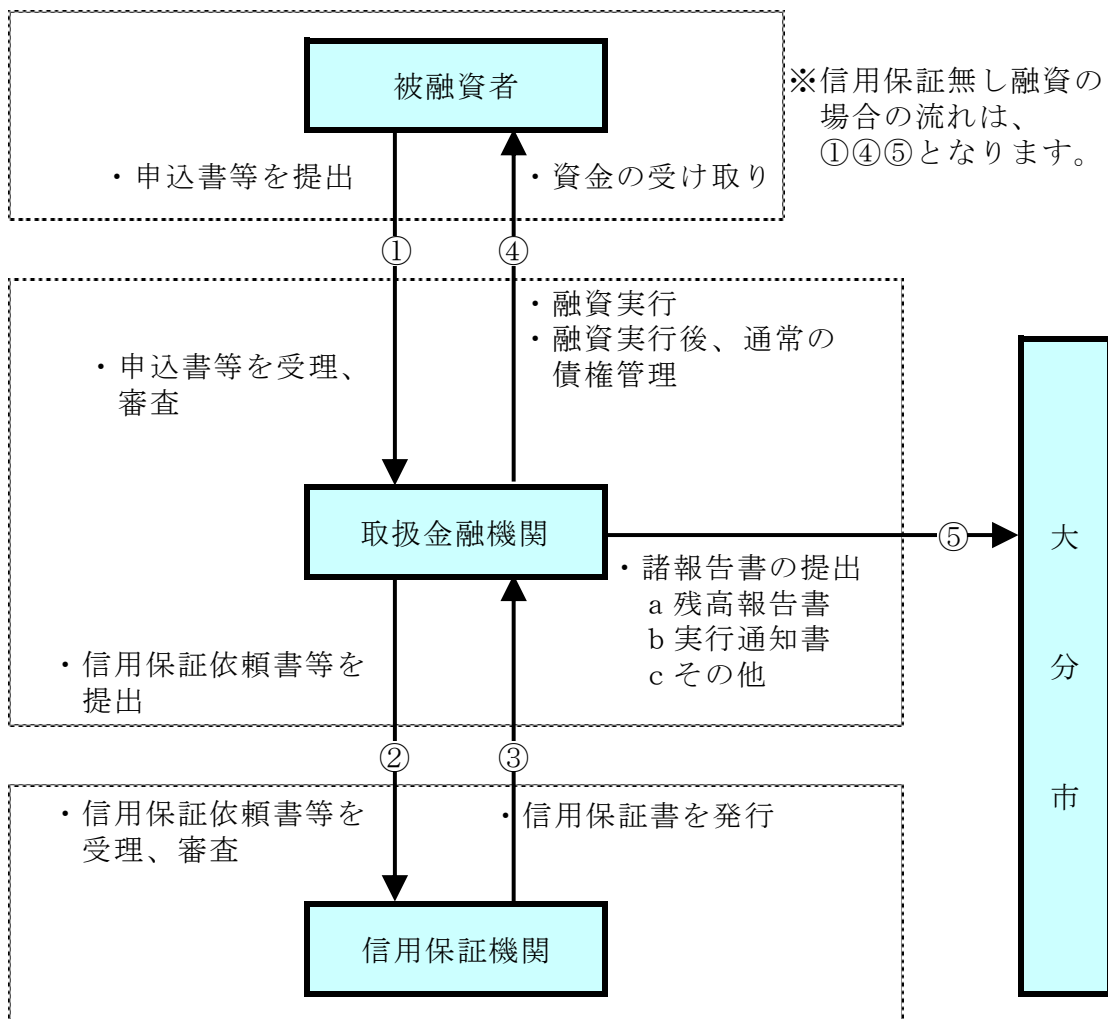 被融資者
※信用保証無し融資の
場合の流れは、
①④⑤となります。
・申込書等を提出
・資金の受け取り
①
④
・融資実行
・融資実行後、通常の
債権管理
・申込書等を受理、
審査
取扱金融機関
⑤
大分市
・諸報告書の提出
a 残高報告書
b 実行通知書
c その他
・信用保証依頼書等を
提出
②
③
・信用保証依頼書等を
受理、審査
・信用保証書を発行
信用保証機関